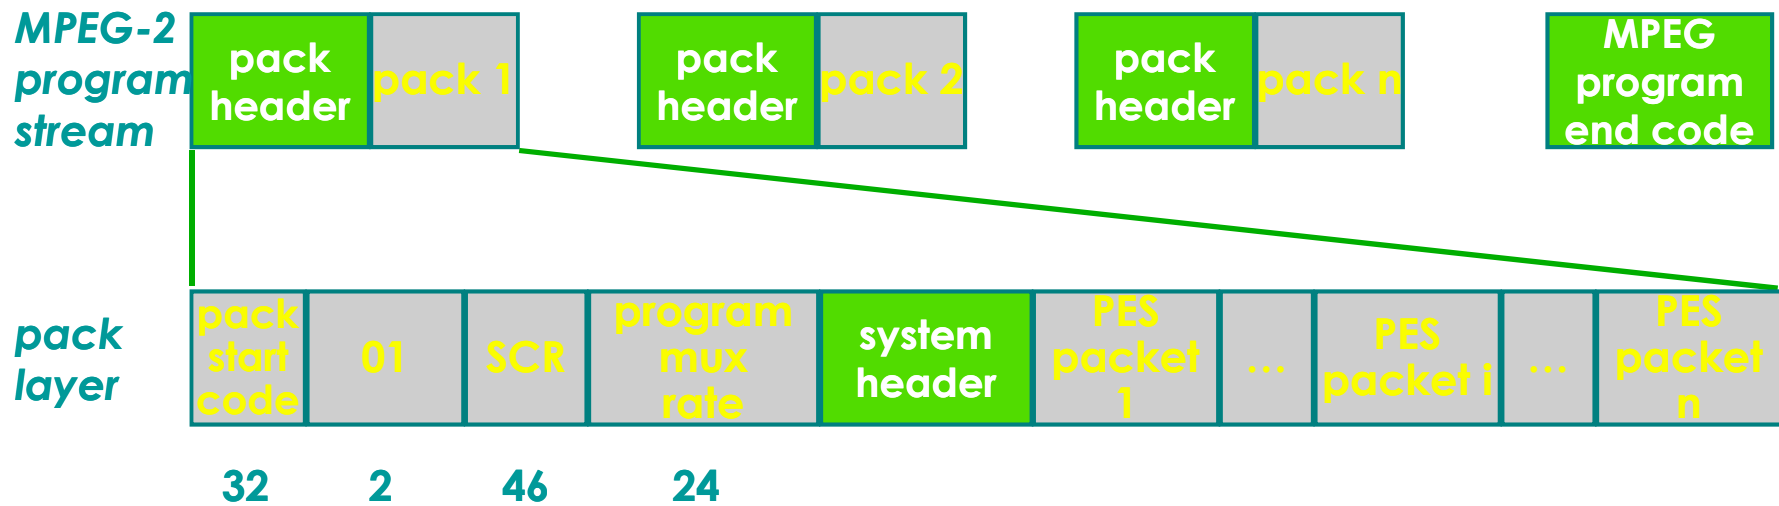 MPEG-2
program
stream
pack
header
pack 1
pack
header
pack 2
pack
header
pack n
MPEG
program
end code
pack
layer
pack
start
code
01
SCR
program
mux
rate
system
header
PES
packet
1
...
PES
packet i
...
PES
packet
n
32
2
46
24